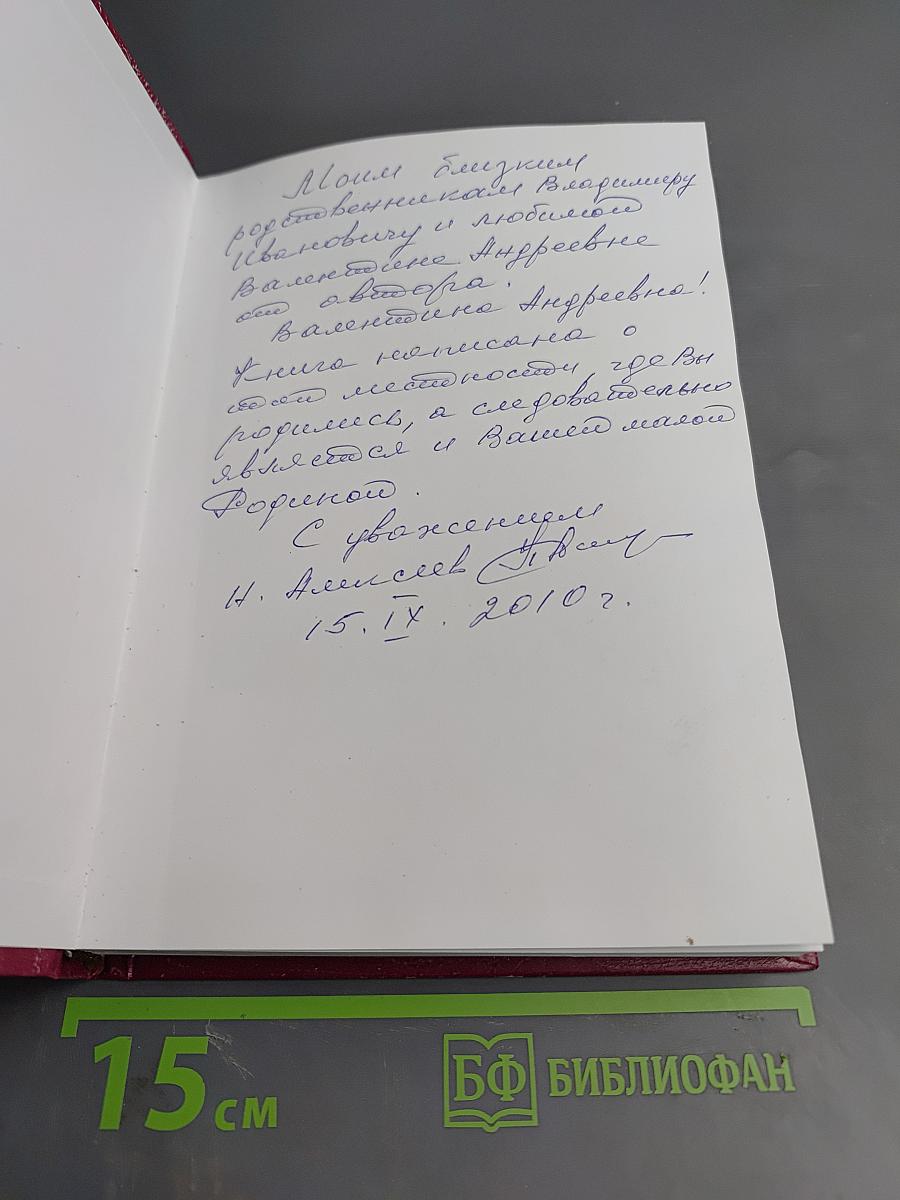 Моим близким
родственникам Владимиру
Ивановичу и любимой
Валентине Андреевне
от автора.
Валентина Андреевна!
Книга написана о
той местности, где Вы
родились, а следовательно
является и Вашей малой
Родиной.
С уважением
Н. Алексеев
15. IX. 2010 г.
15 см
БФ БИБЛИОФАН